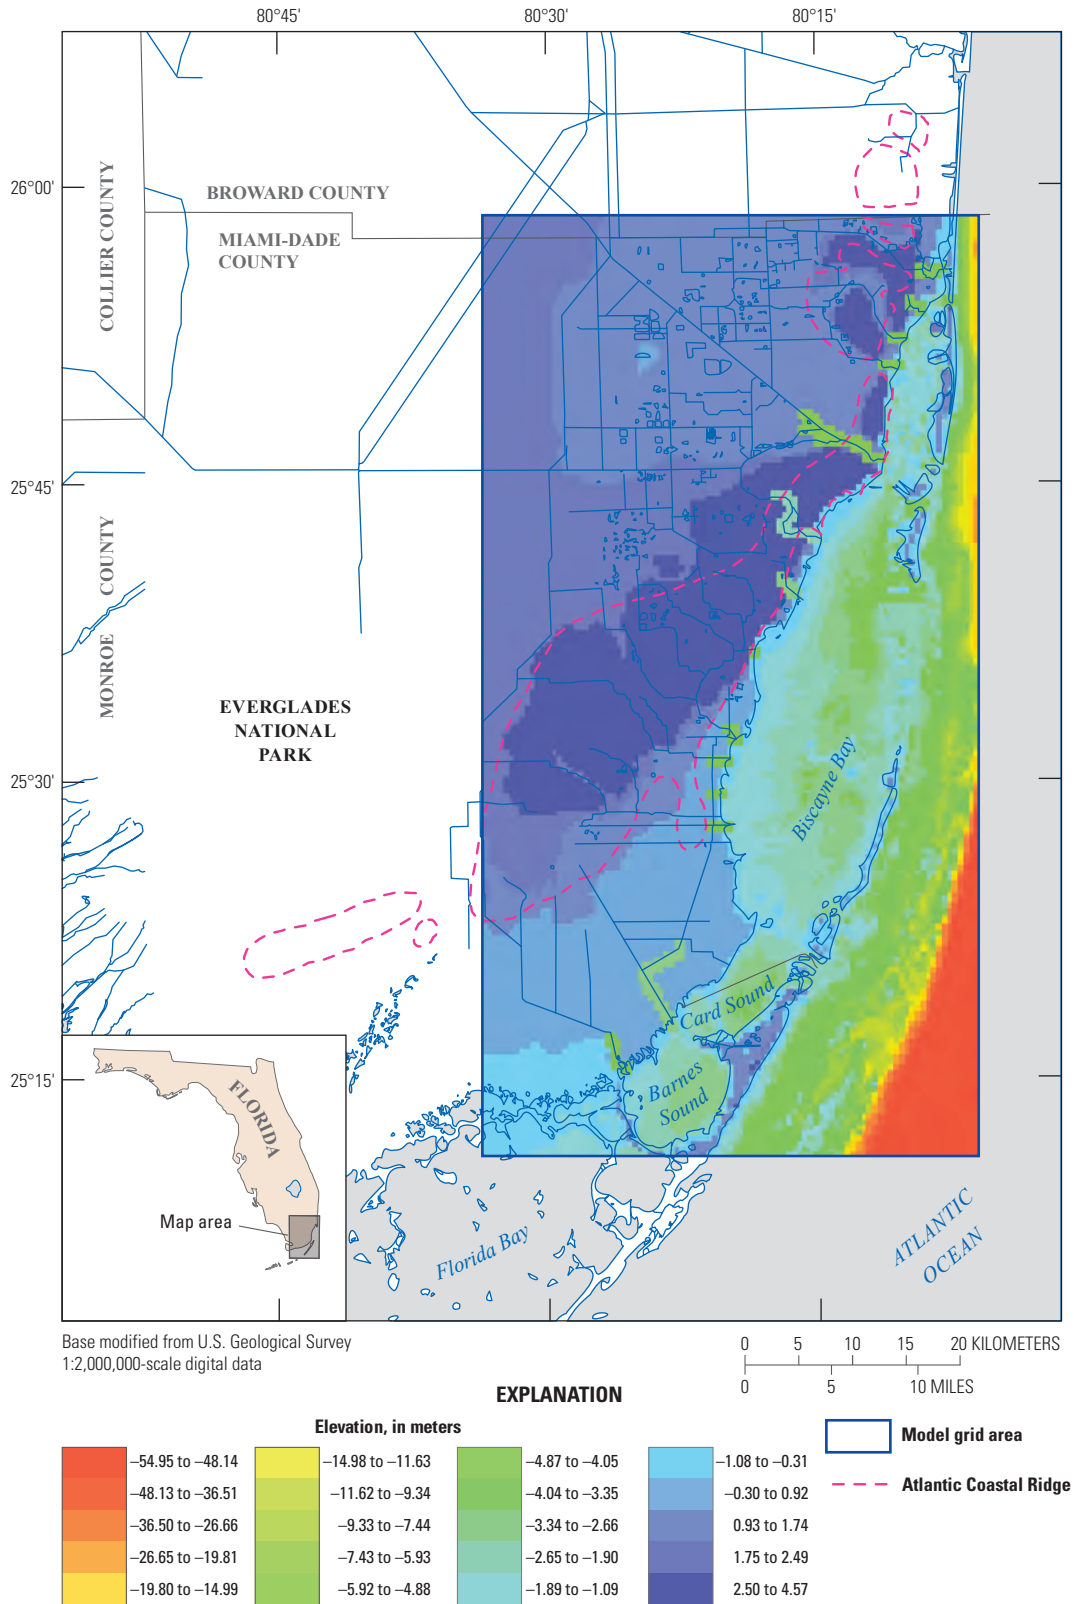 80°45'
80°30'
80°15'
26°00'
25°45'
25°30'
25°15'
COLLIER COUNTY
BROWARD COUNTY
MIAMI-DADE
COUNTY
MONROE COUNTY
EVERGLADES
NATIONAL
PARK
Biscayne Bay
Card Sound
Barnes
Sound
FLORIDA
Map area
Florida Bay
ATLANTIC
OCEAN
Base modified from U.S. Geological Survey
1:2,000,000-scale digital data
0 5 10 15 20 KILOMETERS
0 5 10 MILES
EXPLANATION
Elevation, in meters
–54.95 to –48.14
–48.13 to –36.51
–36.50 to –26.66
–26.65 to –19.81
–19.80 to –14.99
–14.98 to –11.63
–11.62 to –9.34
–9.33 to –7.44
–7.43 to –5.93
–5.92 to –4.88
–4.87 to –4.05
–4.04 to –3.35
–3.34 to –2.66
–2.65 to –1.90
–1.89 to –1.09
–1.08 to –0.31
–0.30 to 0.92
0.93 to 1.74
1.75 to 2.49
2.50 to 4.57
Model grid area
Atlantic Coastal Ridge